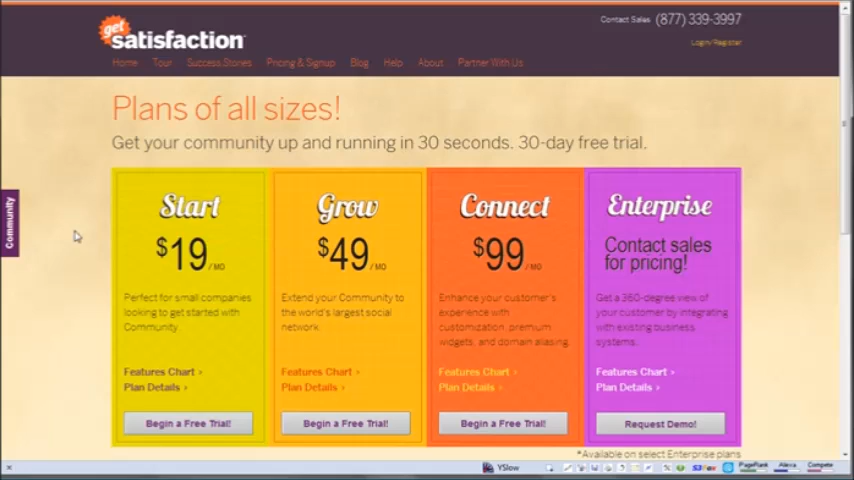 get
satisfaction
Contact Sales (877) 339-3997
Login/Register
Home Tour Success Stories Pricing & Signup Blog Help About Partner With Us
Plans of all sizes!
Get your community up and running in 30 seconds. 30-day free trial.
Community
Start
$19/MO
Perfect for small companies
looking to get started with
Community.
Features Chart ›
Plan Details ›
Begin a Free Trial!
Grow
$49/MO
Extend your Community to
the world's largest social
network.
Features Chart ›
Plan Details ›
Begin a Free Trial!
Connect
$99/MO
Enhance your customer's
experience with
customization, premium
widgets, and domain aliasing.
Features Chart ›
Plan Details ›
Begin a Free Trial!
Enterprise
Contact sales
for pricing!
Get a 360-degree view of
your customer by integrating
with existing business
systems.
Features Chart ›
Plan Details ›
Request Demo!
*Available on select Enterprise plans
YSlow
PageRank Alexa Compete